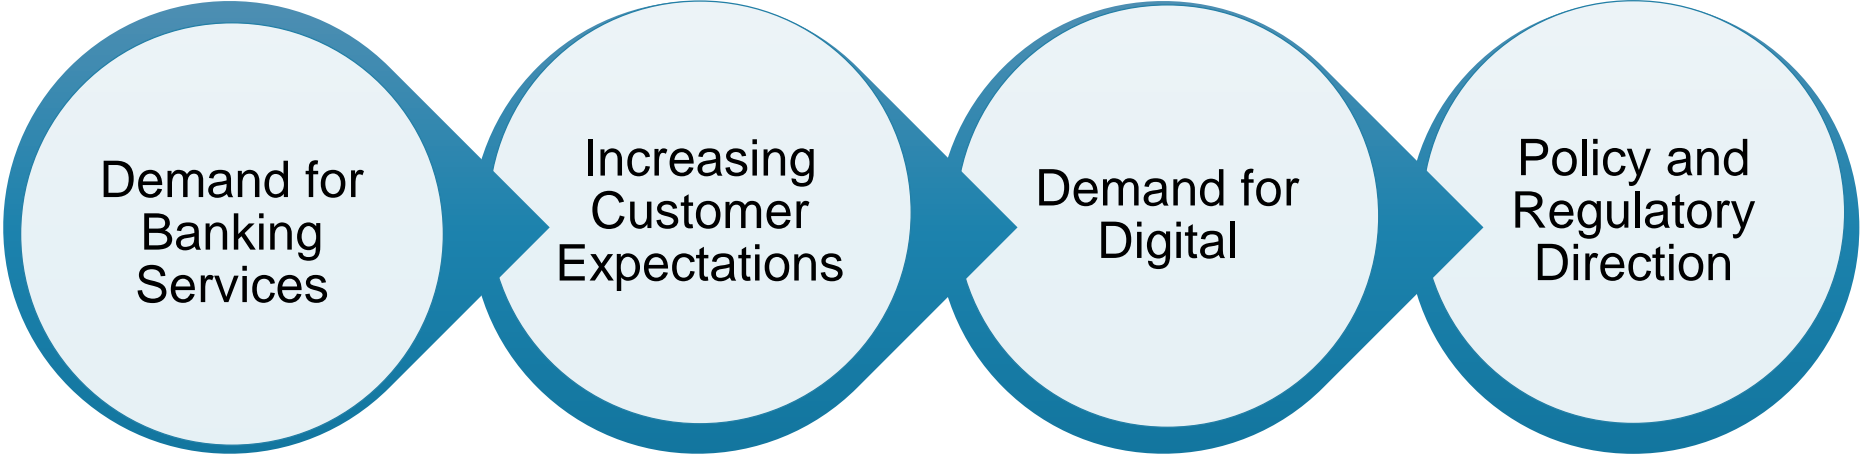 Demand for
Banking
Services
Increasing
Customer
Expectations
Demand for
Digital
Policy and
Regulatory
Direction